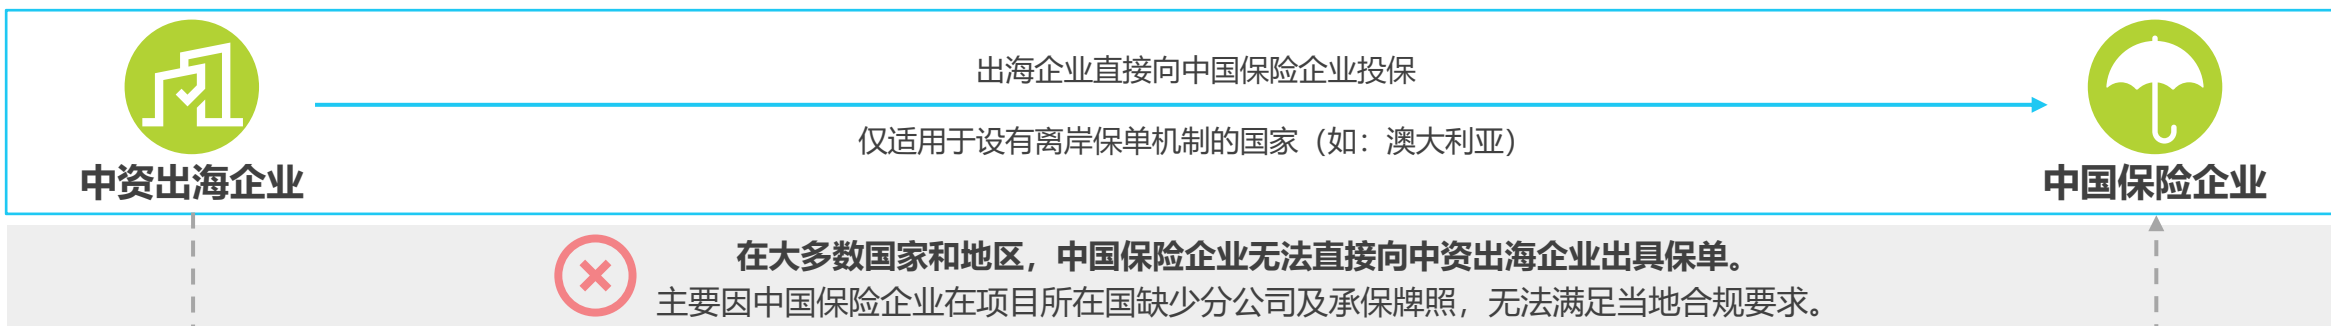 出海企业直接向中国保险企业投保
仅适用于设有离岸保单机制的国家（如：澳大利亚）
中资出海企业
中国保险企业
在大多数国家和地区，中国保险企业无法直接向中资出海企业出具保单。
主要因中国保险企业在项目所在国缺少分公司及承保牌照，无法满足当地合规要求。